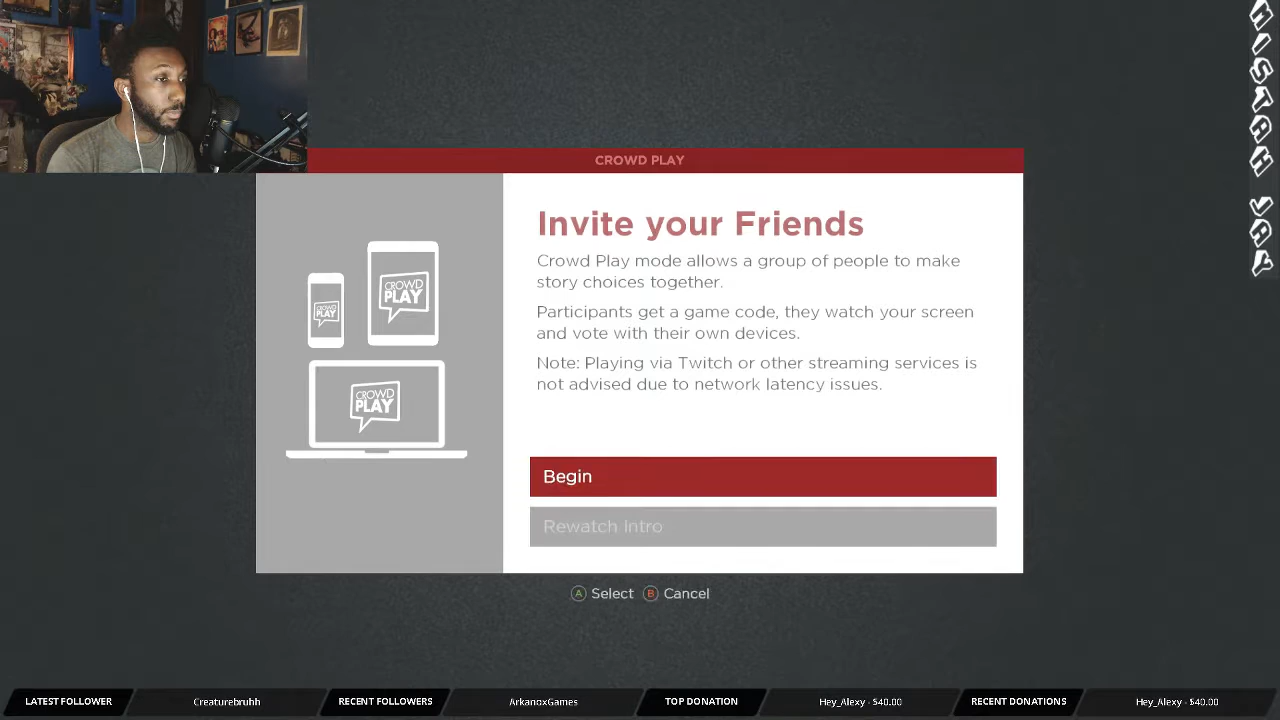 MISTAH JAY
CROWD PLAY
Invite your Friends
Crowd Play mode allows a group of people to make
story choices together.
Participants get a game code, they watch your screen
and vote with their own devices.
Note: Playing via Twitch or other streaming services is
not advised due to network latency issues.
CROWD
PLAY
CROWD
PLAY
CROWD
PLAY
Begin
Rewatch Intro
A Select B Cancel
LATEST FOLLOWER Creaturebruhh RECENT FOLLOWERS ArkanoxGames TOP DONATION Hey_Alexy - $40.00 RECENT DONATIONS Hey_Alexy - $40.00